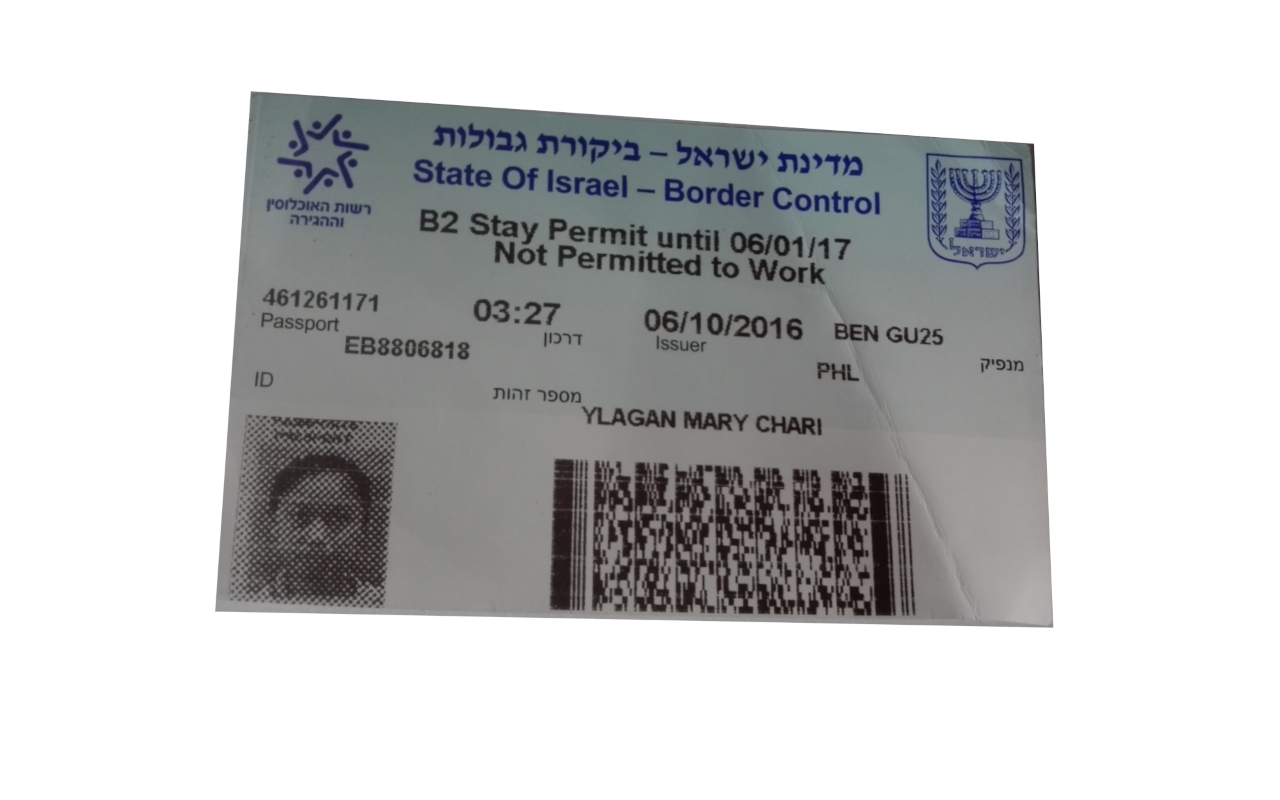 מדינת ישראל – ביקורת גבולות
State Of Israel – Border Control
רשות האוכלוסין
וההגירה
ישראל
B2 Stay Permit until 06/01/17
Not Permitted to Work
461261171 03:27 06/10/2016 BEN GU25
Passport דרכון Issuer מנפיק
EB8806818 PHL
ID מספר זהות
YLAGAN MARY CHARI